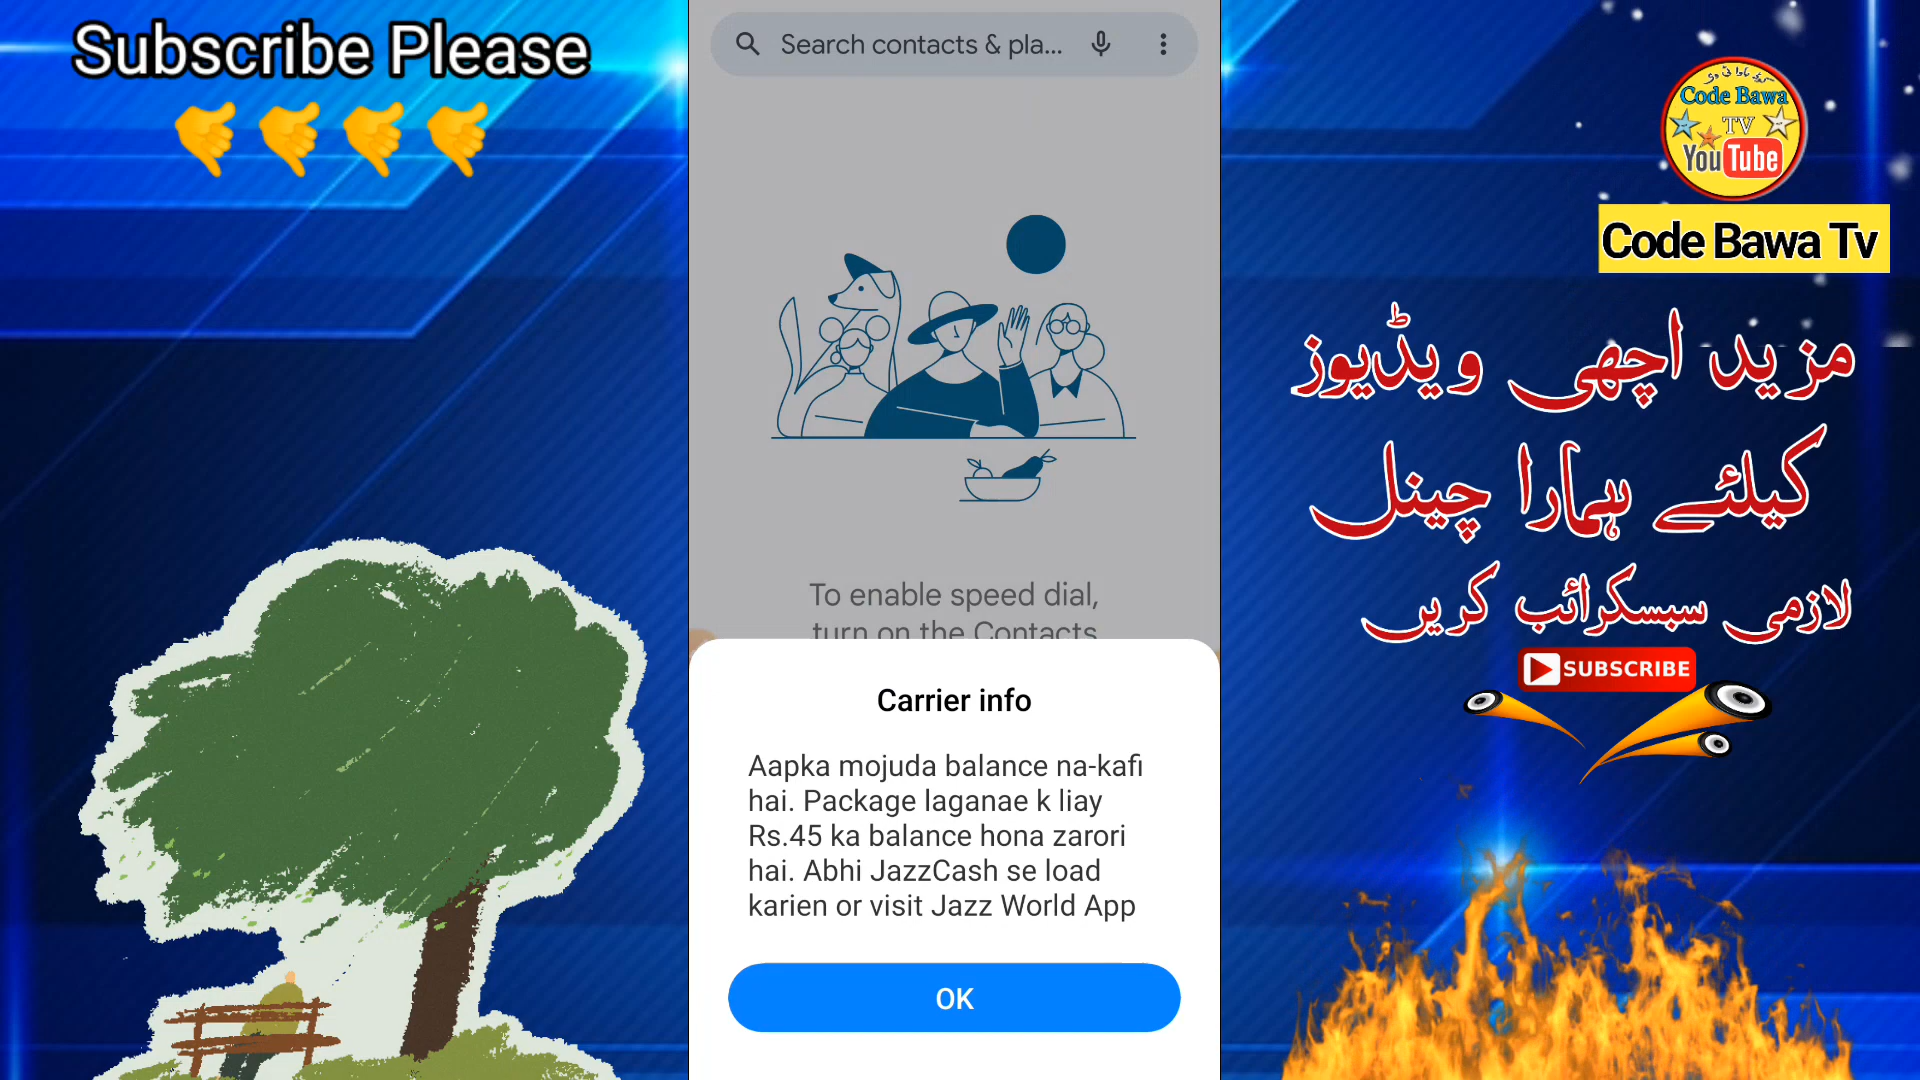 Subscribe Please
Search contacts & pla...
To enable speed dial,
turn on the Contacts
Carrier info
Aapka mojuda balance na-kafi
hai. Package laganae k liay
Rs.45 ka balance hona zarori
hai. Abhi JazzCash se load
karien or visit Jazz World App
OK
Code Bawa
TV
YouTube
Code Bawa Tv
مزید اچھی ویڈیوز
کیلئے ہمارا چینل
لازمی سبسکرائب کریں
SUBSCRIBE